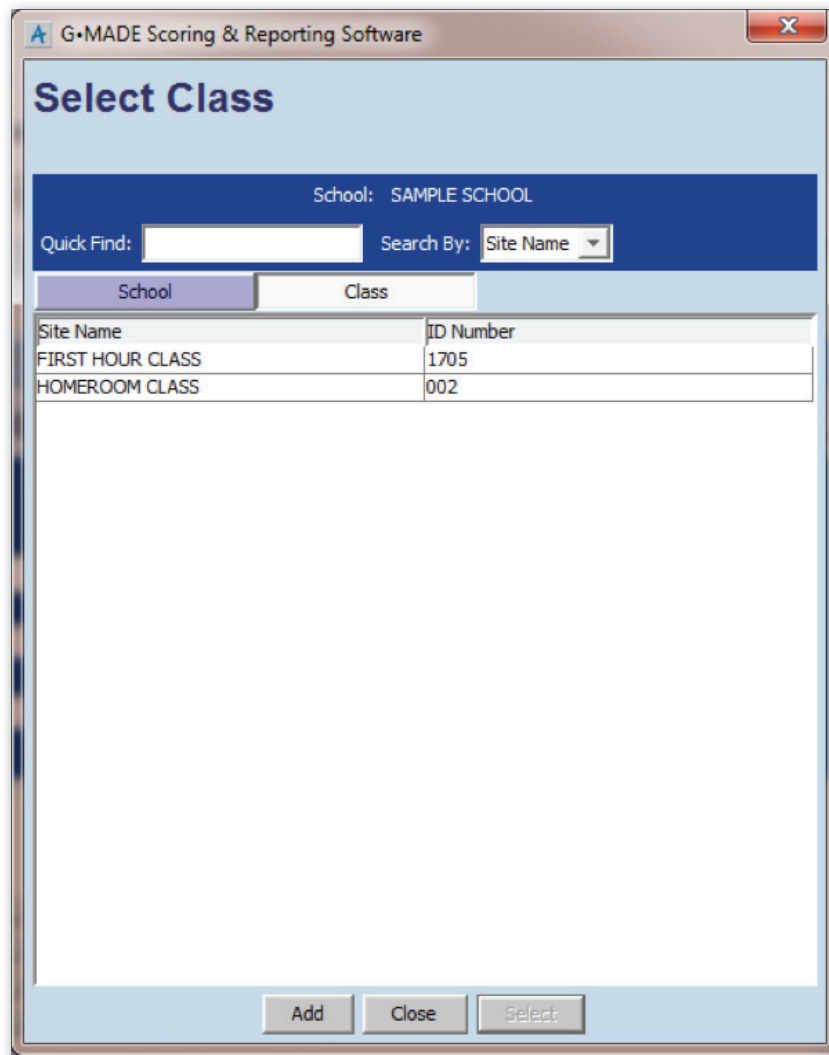 G•MADE Scoring & Reporting Software
Select Class
School: SAMPLE SCHOOL
Quick Find: Search By: Site Name
School Class
Site Name ID Number
FIRST HOUR CLASS 1705
HOMEROOM CLASS 002
Add Close Select